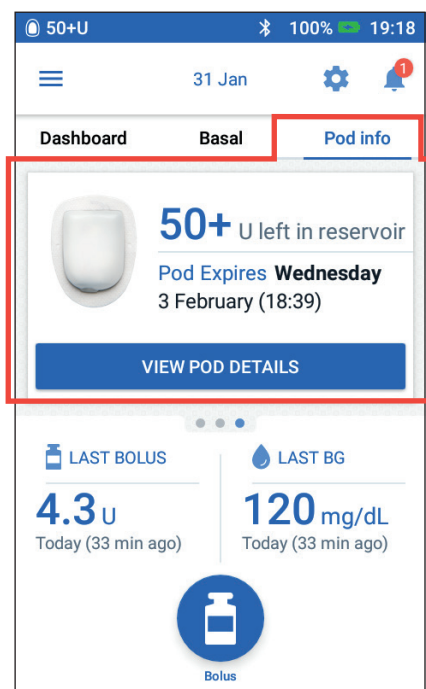 50+U 100% 19:18
31 Jan 1
Dashboard Basal Pod info
50+ U left in reservoir
Pod Expires Wednesday
3 February (18:39)
VIEW POD DETAILS
LAST BOLUS LAST BG
4.3 U 120 mg/dL
Today (33 min ago) Today (33 min ago)
Bolus